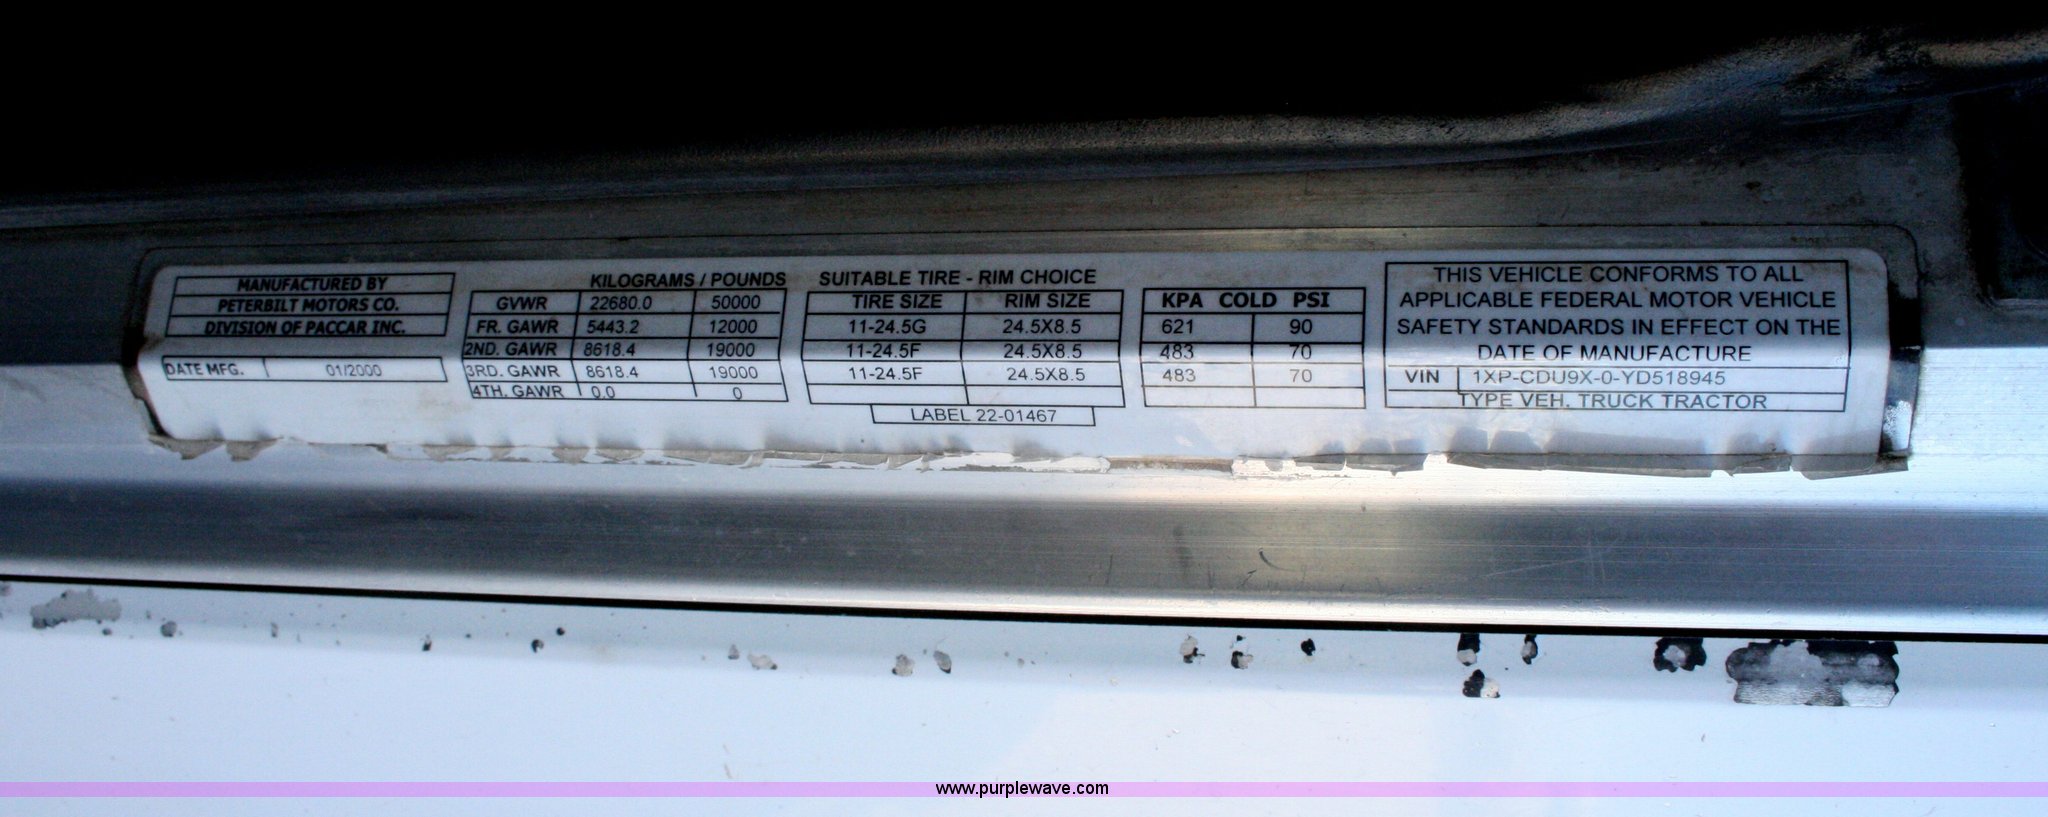 MANUFACTURED BY
PETERBILT MOTORS CO.
DIVISION OF PACCAR INC.
DATE MFG. 01/2000
KILOGRAMS / POUNDS
GVWR 22680.0 50000
FR. GAWR 5443.2 12000
2ND. GAWR 8618.4 19000
3RD. GAWR 8618.4 19000
4TH. GAWR 0.0 0
SUITABLE TIRE - RIM CHOICE
TIRE SIZE RIM SIZE
11-24.5G 24.5X8.5
11-24.5F 24.5X8.5
11-24.5F 24.5X8.5
LABEL 22-01467
KPA COLD PSI
621 90
483 70
483 70
THIS VEHICLE CONFORMS TO ALL
APPLICABLE FEDERAL MOTOR VEHICLE
SAFETY STANDARDS IN EFFECT ON THE
DATE OF MANUFACTURE
VIN 1XP-CDU9X-0-YD518945
TYPE VEH. TRUCK TRACTOR
www.purplewave.com